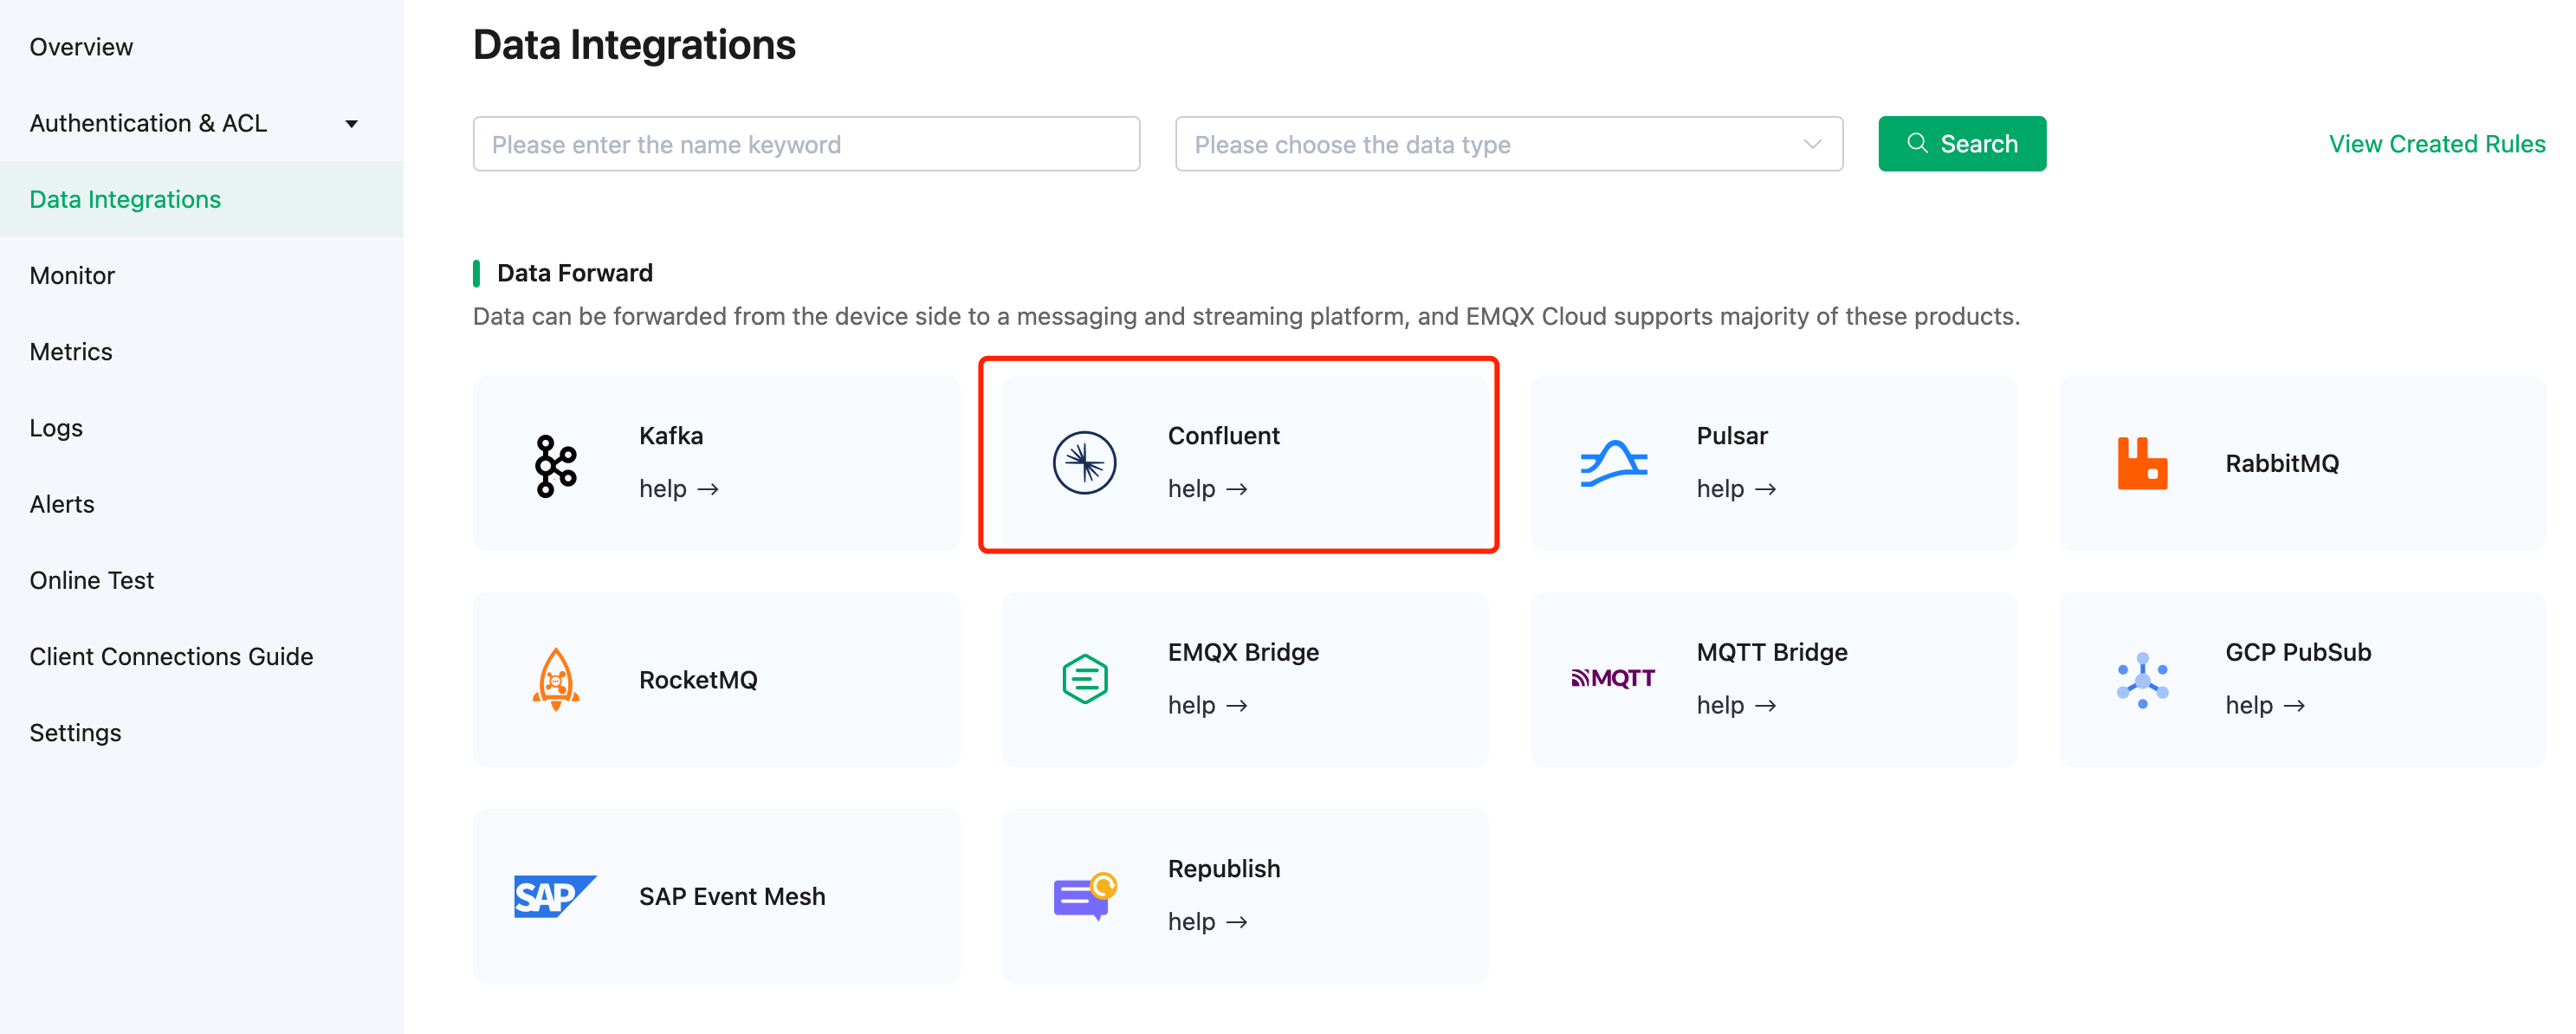 Overview
Authentication & ACL
Data Integrations
Monitor
Metrics
Logs
Alerts
Online Test
Client Connections Guide
Settings
Data Integrations
Please enter the name keyword
Please choose the data type
Search
View Created Rules
Data Forward
Data can be forwarded from the device side to a messaging and streaming platform, and EMQX Cloud supports majority of these products.
Kafka
help →
Confluent
help →
Pulsar
help →
RabbitMQ
RocketMQ
EMQX Bridge
help →
MQTT
MQTT Bridge
help →
GCP PubSub
help →
SAP
SAP Event Mesh
Republish
help →